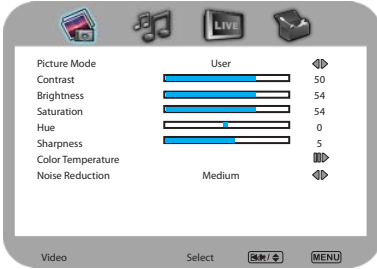 LIVE
Picture Mode User
Contrast 50
Brightness 54
Saturation 54
Hue 0
Sharpness 5
Color Temperature
Noise Reduction Medium
Video Select MENU